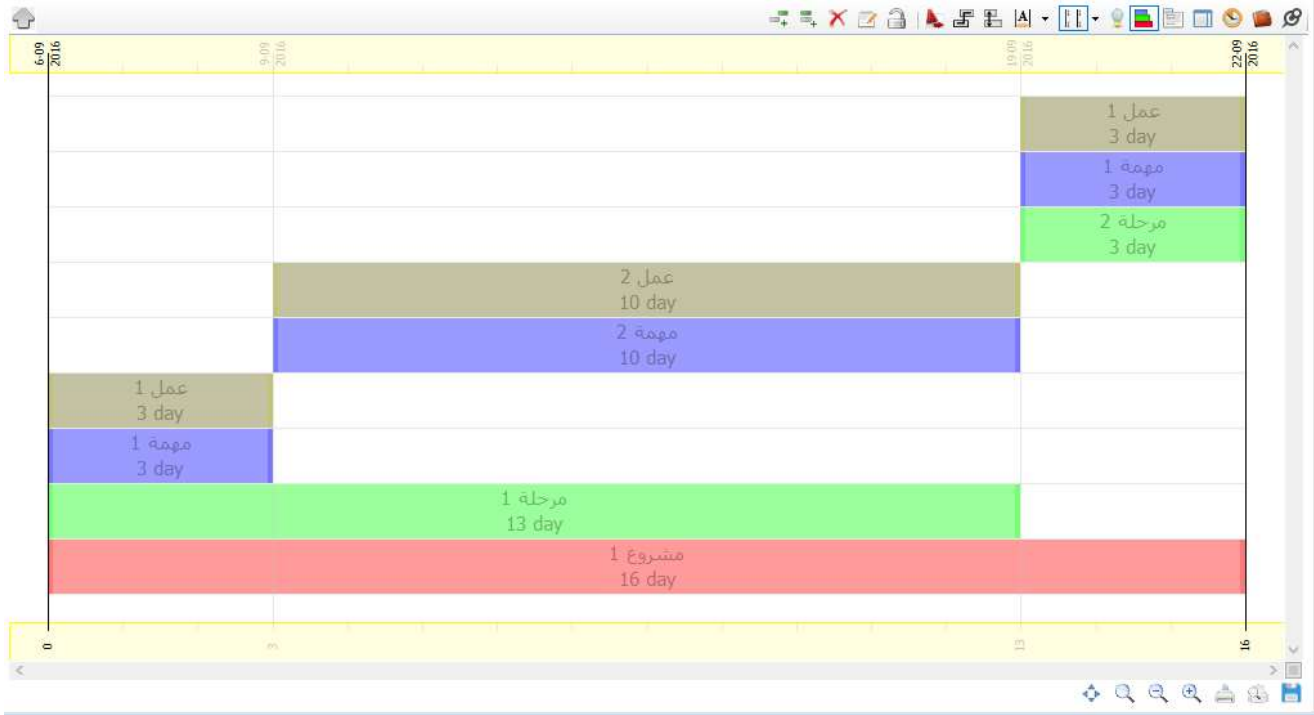 6-09
2016
9-09
2016
19-09
2016
22-09
2016
عمل 1
3 day
مهمة 1
3 day
مرحلة 2
3 day
عمل 2
10 day
مهمة 2
10 day
عمل 1
3 day
مهمة 1
3 day
مرحلة 1
13 day
مشروع 1
16 day
0
3
13
16